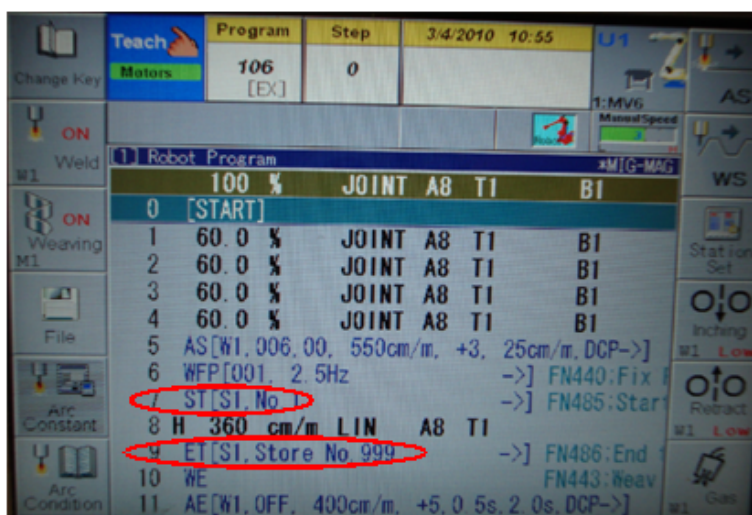 Teach
Program
Step
3/4/2010 10:55
U1
Change Key
Motors
106
[EX]
0
1:MV6
AS
ON
Weld
W1
Manual Speed
[1] Robot Program
*MIG-MAG
WS
100 % JOINT A8 T1 B1
0 [START]
ON
Weaving
M1
1 60.0 % JOINT A8 T1 B1
2 60.0 % JOINT A8 T1 B1
3 60.0 % JOINT A8 T1 B1
4 60.0 % JOINT A8 T1 B1
Station
Set
File
Inching
W1 Low
5 AS[W1,006,00, 550cm/m, +3, 25cm/m,DCP->]
6 WFP[001, 2.5Hz ->] FN440:Fix
7 ST[S1,No ->] FN485:Star
Arc
Constant
Retract
W1 Low
8 H 360 cm/m LIN A8 T1
9 ET[S1,Store No.999 ->] FN486:End
10 WE FN443:Weav
11 AE[W1,OFF, 400cm/m, +5,0.5s,2.0s,DCP->]
Arc
Condition
W1 Gas